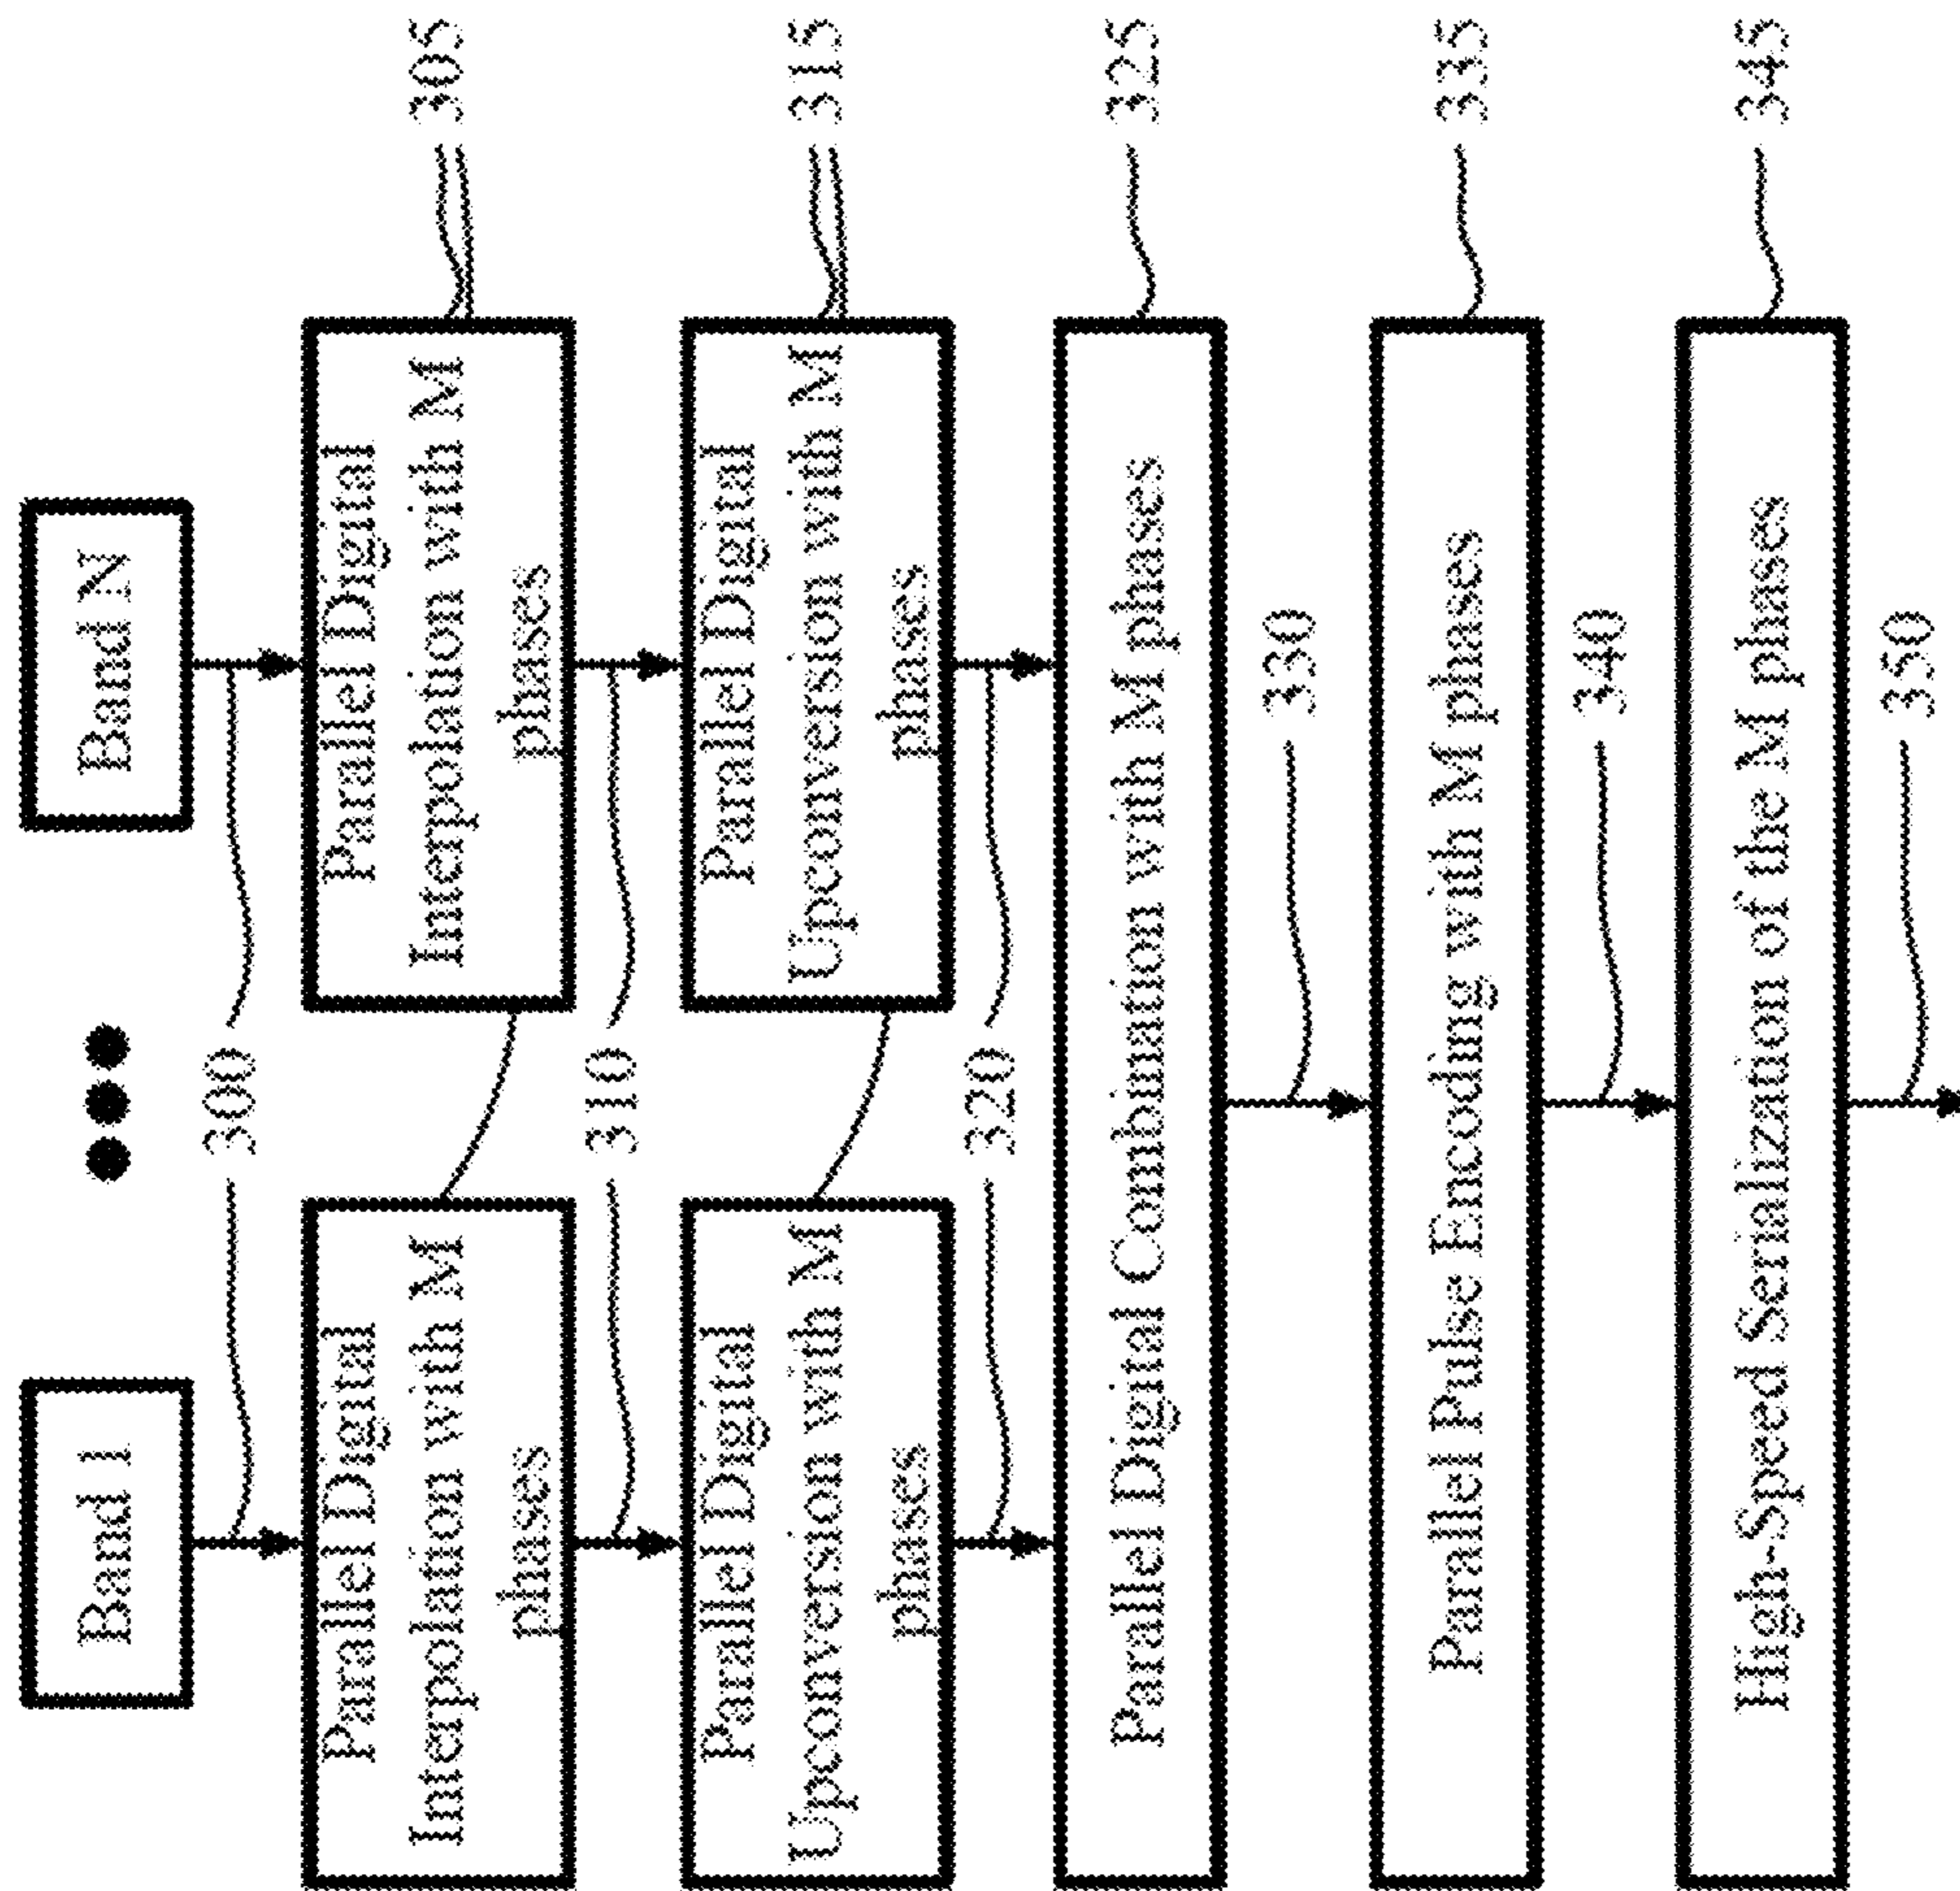 Band 1
Band N
300
Parallel Digital
Interpolation with M
phases
Parallel Digital
Interpolation with M
phases
305
310
Parallel Digital
Upconversion with M
phases
Parallel Digital
Upconversion with M
phases
315
320
Parallel Digital Combination with M phases
325
330
Parallel Pulse Encoding with M phases
335
340
High-Speed Serialization of the M phases
345
350